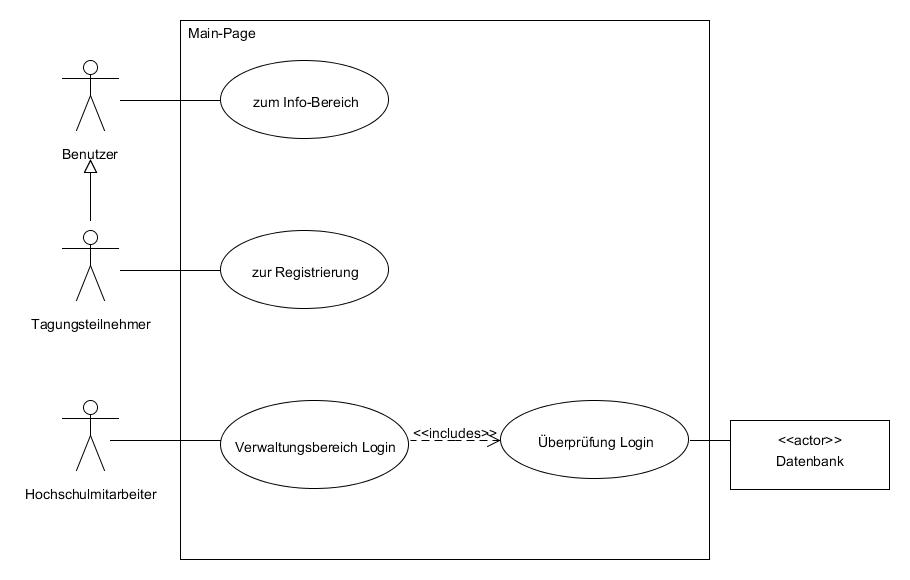 Main-Page
Benutzer
zum Info-Bereich
Tagungsteilnehmer
zur Registrierung
Hochschulmitarbeiter
Verwaltungsbereich Login
<<includes>>
Überprüfung Login
<<actor>>
Datenbank